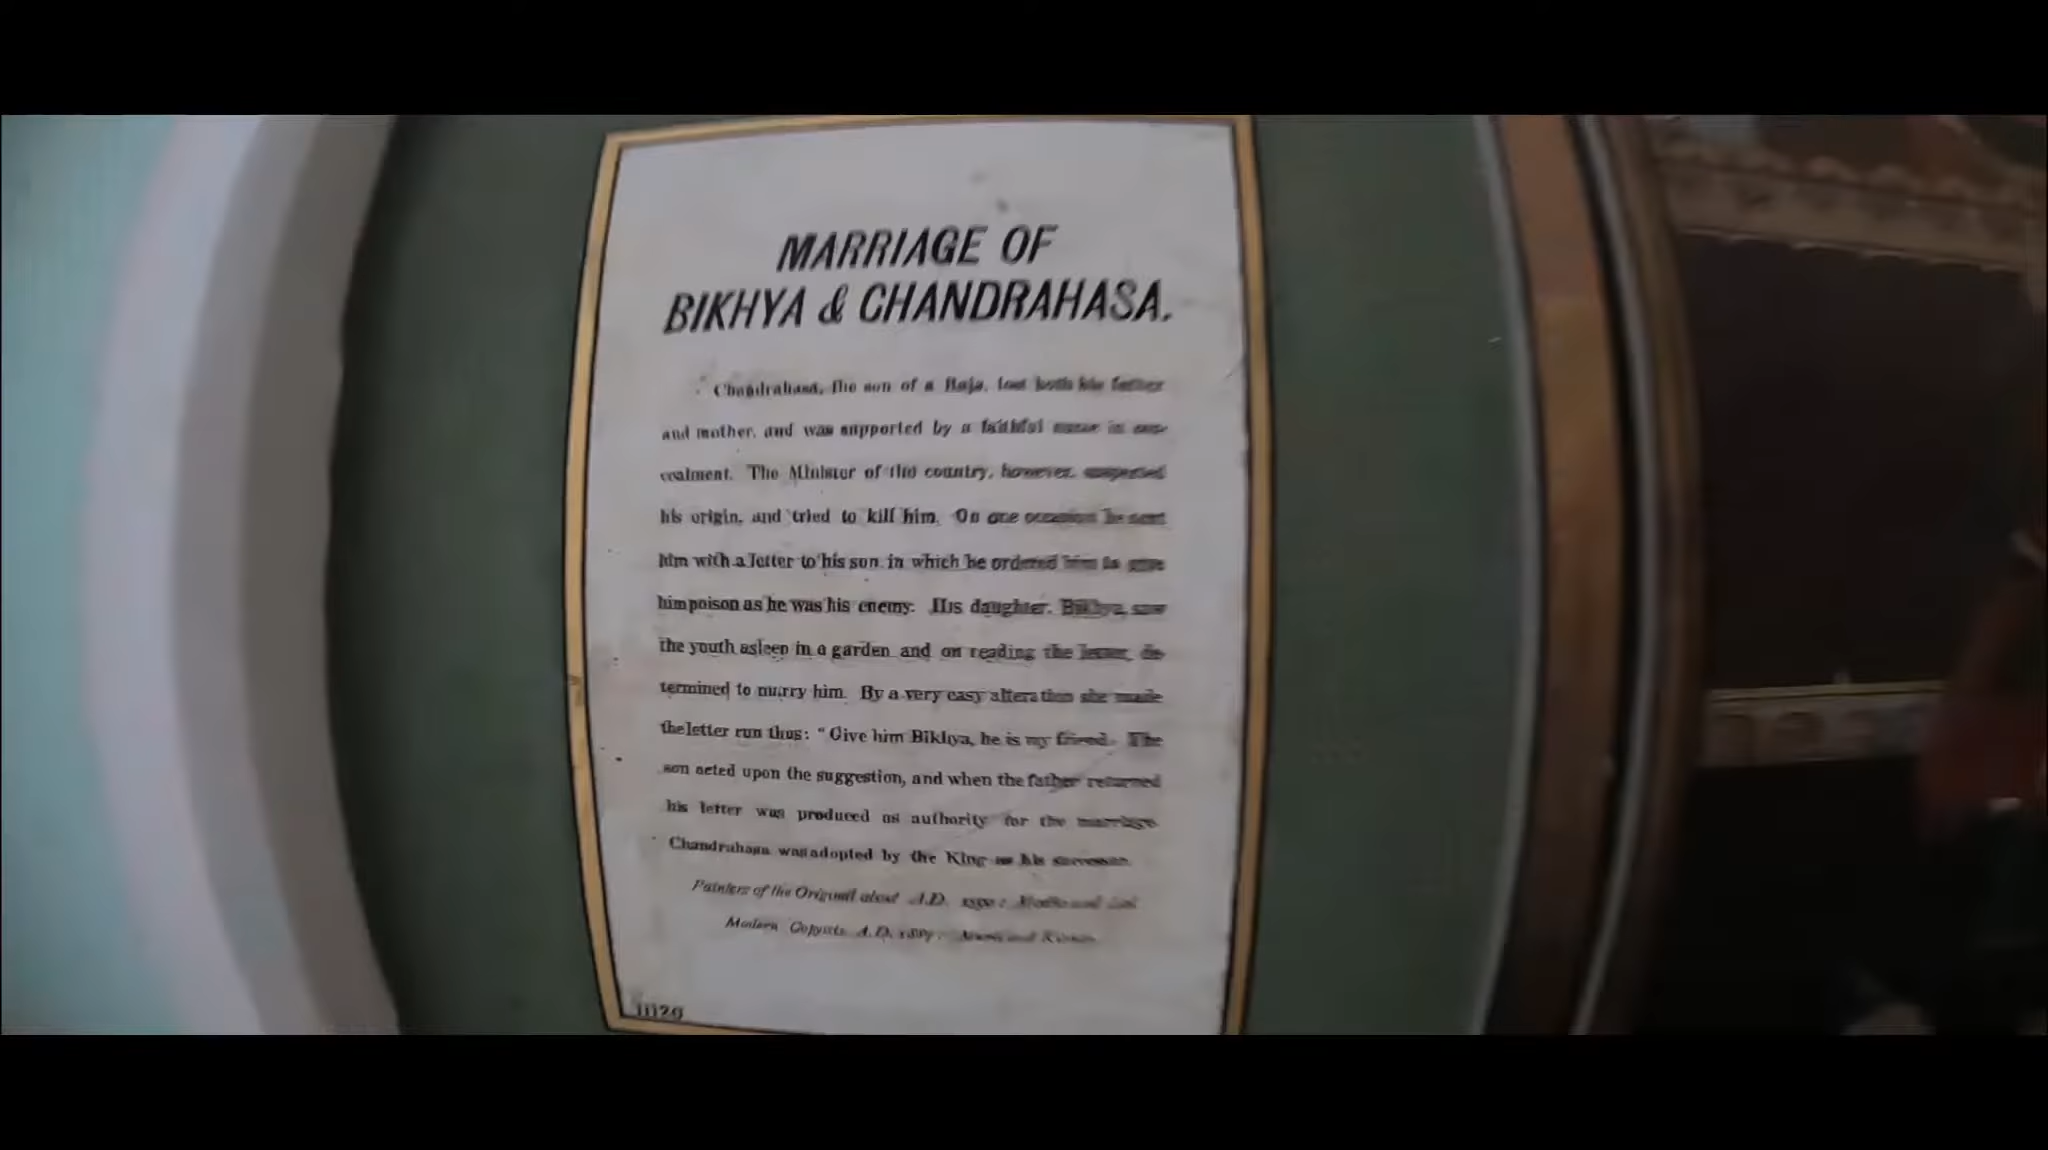 MARRIAGE OF
BIKHYA & CHANDRAHASA.
Chandrahasa, the son of a Raja, lost both his father
and mother, and was supported by a faithful nurse in con-
cealment. The Minister of the country, however, suspected
his origin, and tried to kill him. On one occasion he sent
him with a letter to his son in which he ordered him to give
him poison as he was his enemy. His daughter, Bikhya, saw
the youth asleep in a garden and on reading the letter, de-
termined to marry him. By a very easy alteration she made
the letter run thus: "Give him Bikhya, he is my friend. The
son acted upon the suggestion, and when the father returned
his letter was produced as authority for the marriage.
Chandrahasa was adopted by the King as his successor.
Painters of the Original about A.D. and
Modern Copyists, A.D. and